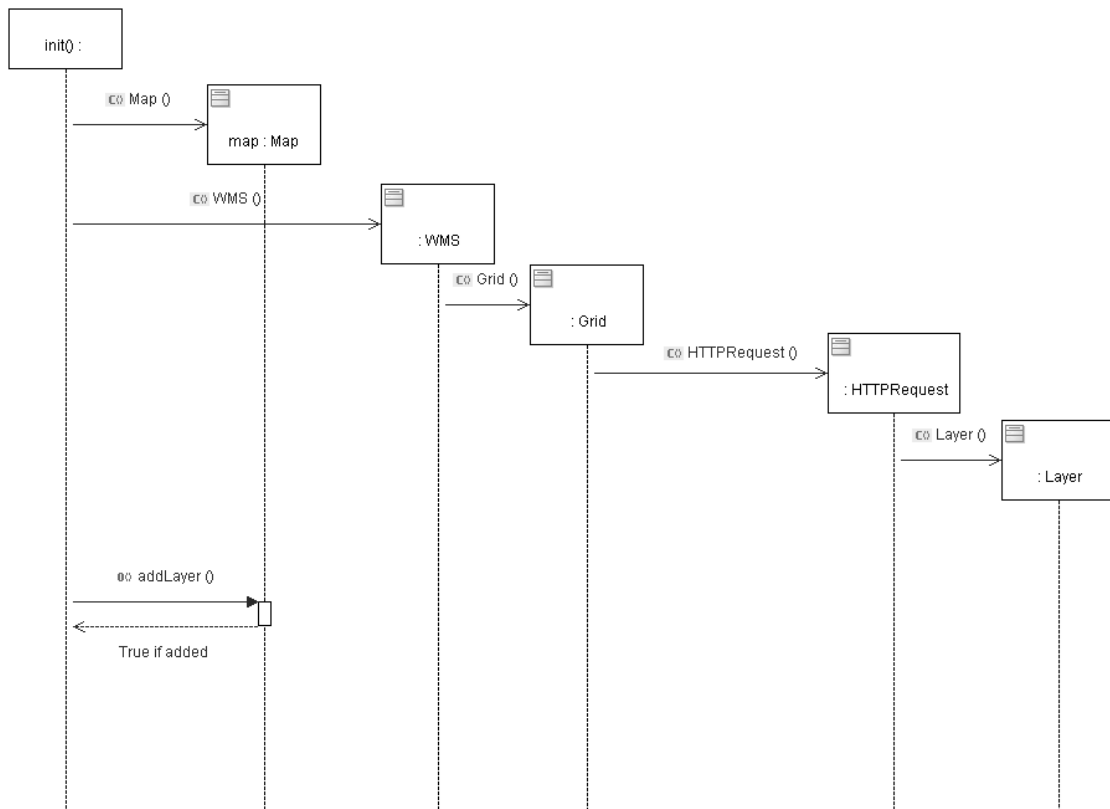 init() :
C() Map ()
map : Map
C() WMS ()
: WMS
C() Grid ()
: Grid
C() HTTPRequest ()
: HTTPRequest
C() Layer ()
: Layer
O() addLayer ()
True if added